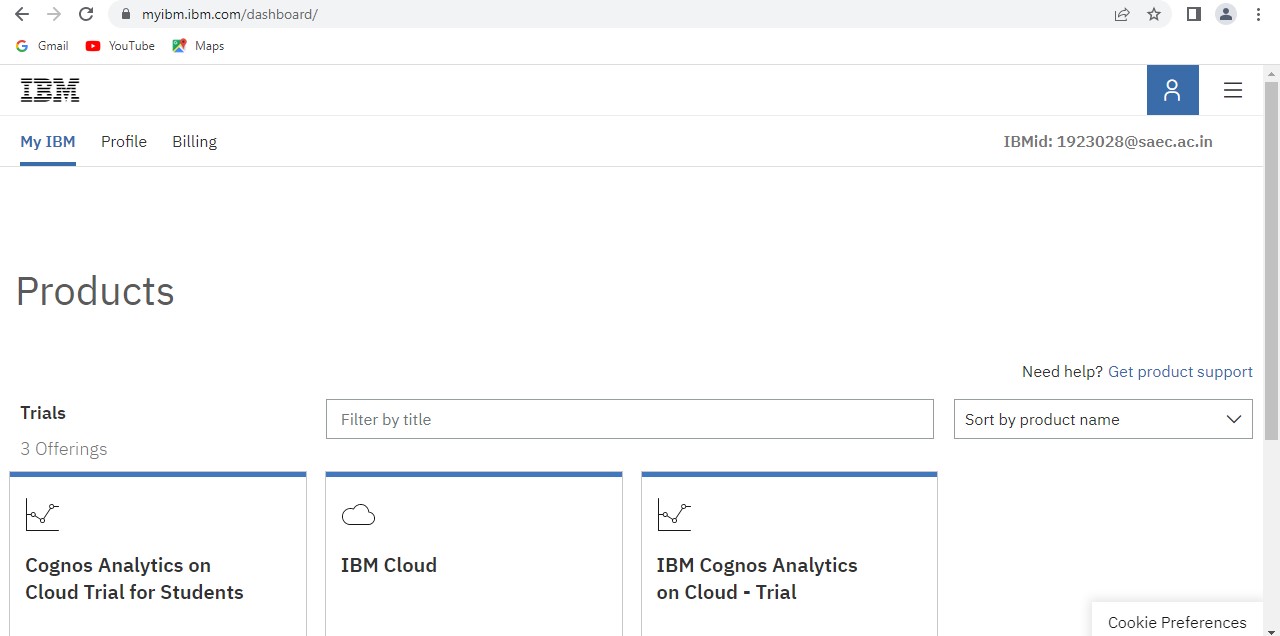 myibm.ibm.com/dashboard/
Gmail YouTube Maps
IBM
My IBM Profile Billing IBMid: 1923028@saec.ac.in
Products
Need help? Get product support
Trials
Filter by title
Sort by product name
3 Offerings
Cognos Analytics on
Cloud Trial for Students
IBM Cloud
IBM Cognos Analytics
on Cloud - Trial
Cookie Preferences